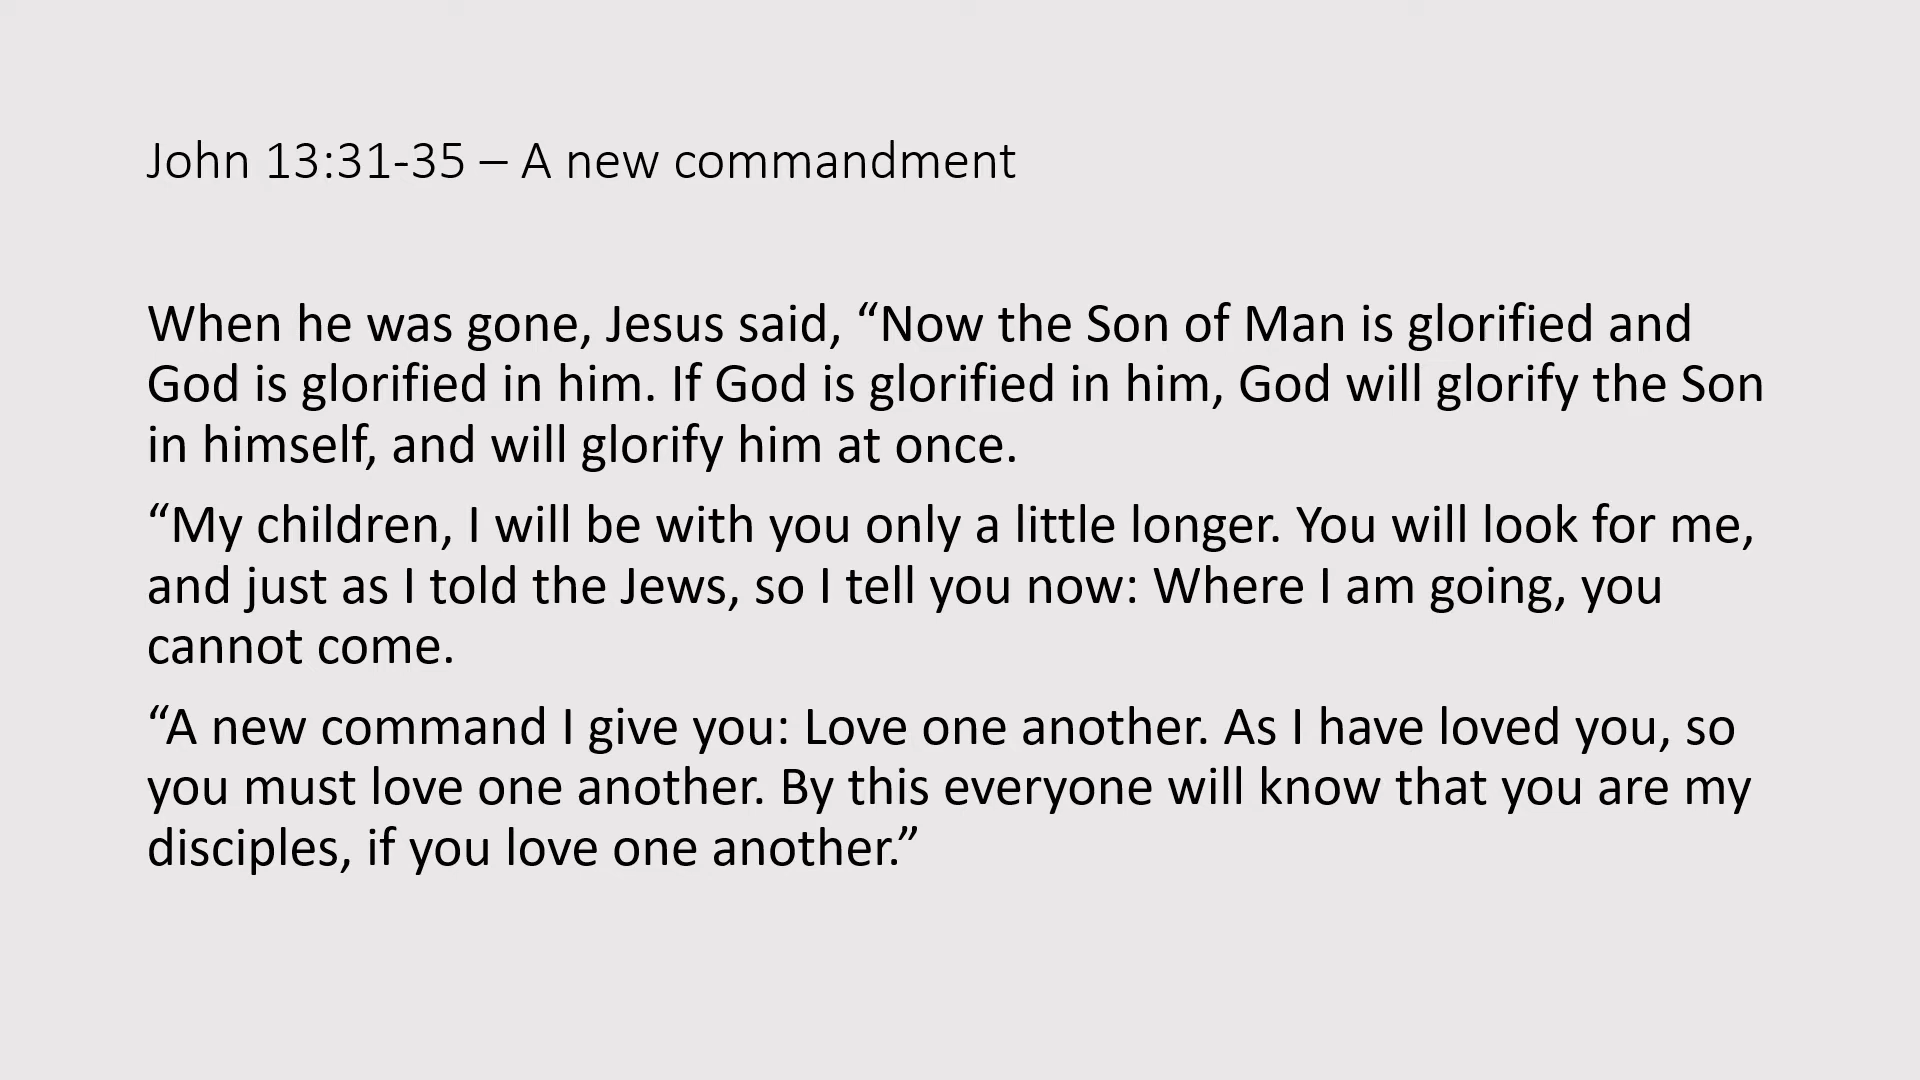 John 13:31-35 – A new commandment
When he was gone, Jesus said, “Now the Son of Man is glorified and
God is glorified in him. If God is glorified in him, God will glorify the Son
in himself, and will glorify him at once.
“My children, I will be with you only a little longer. You will look for me,
and just as I told the Jews, so I tell you now: Where I am going, you
cannot come.
“A new command I give you: Love one another. As I have loved you, so
you must love one another. By this everyone will know that you are my
disciples, if you love one another.”